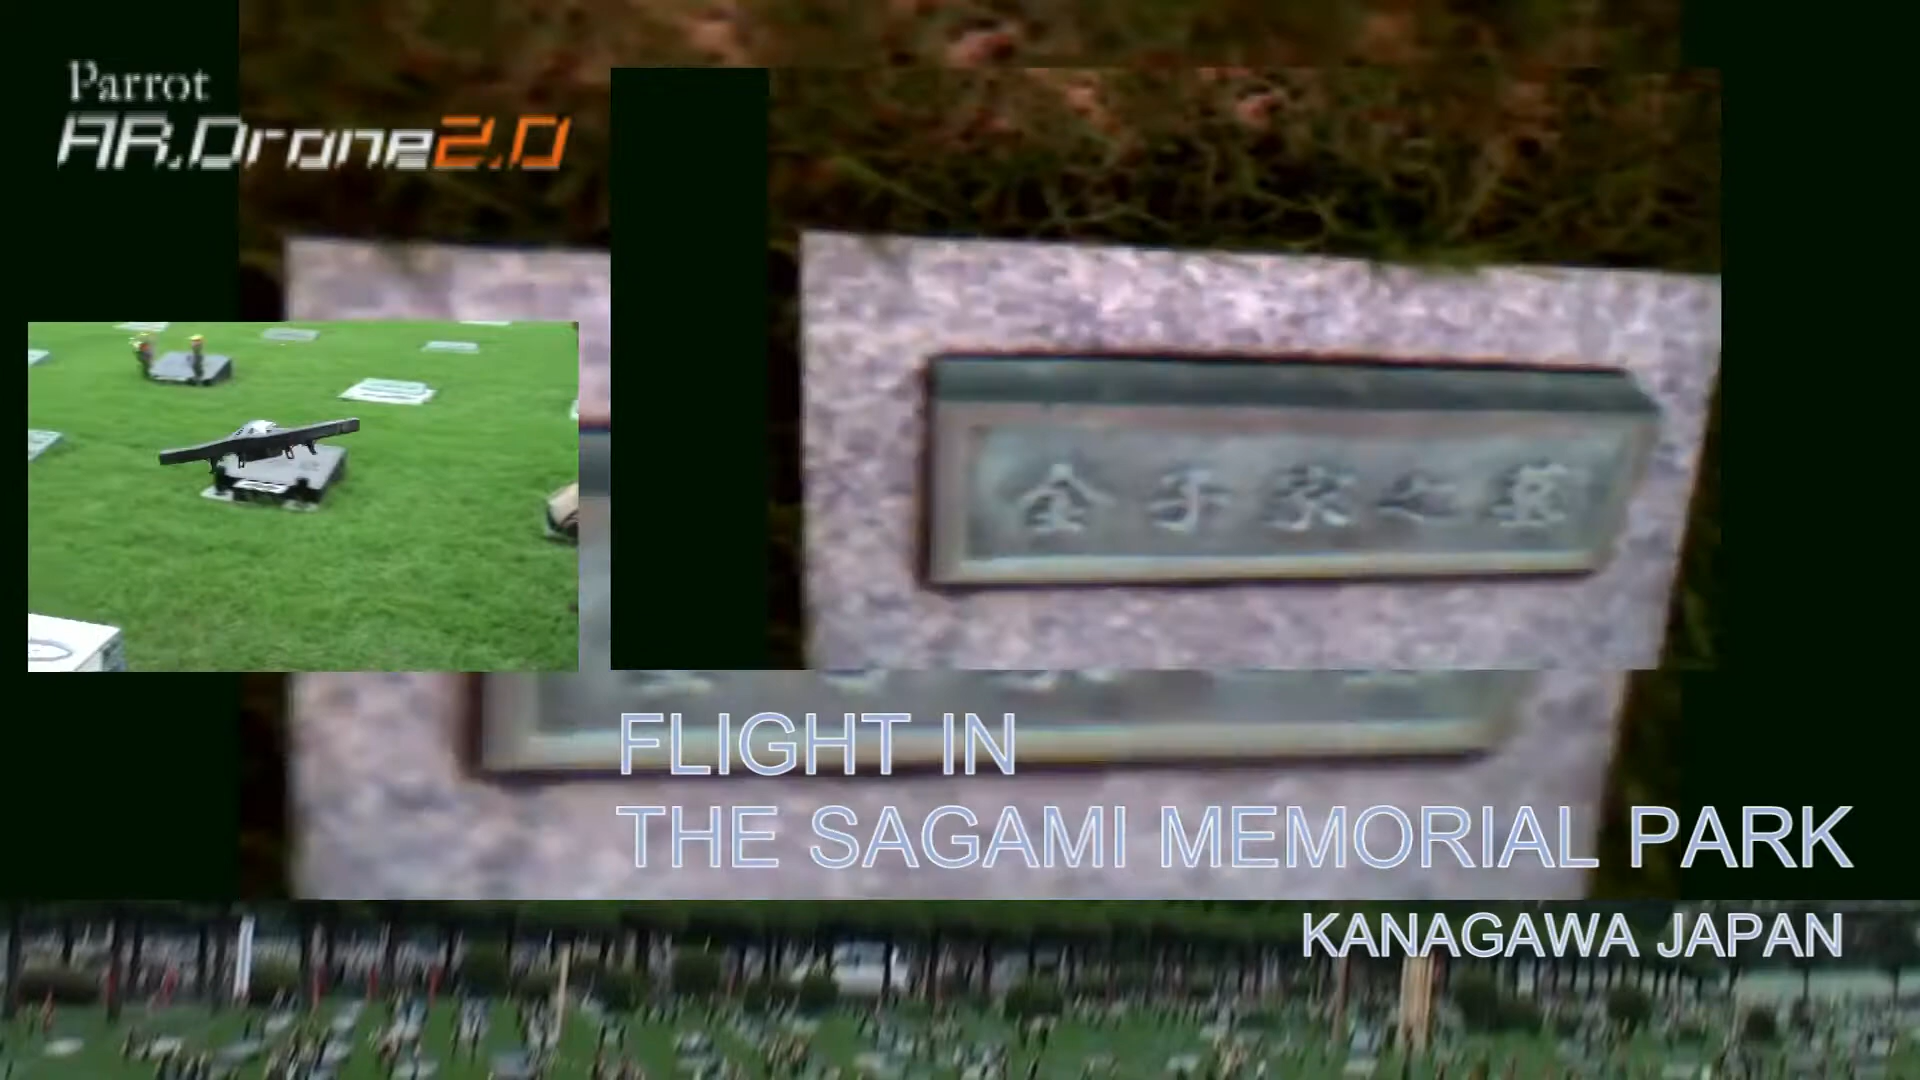 Parrot
AR.Drone2.0
金子家之墓
FLIGHT IN
THE SAGAMI MEMORIAL PARK
KANAGAWA JAPAN